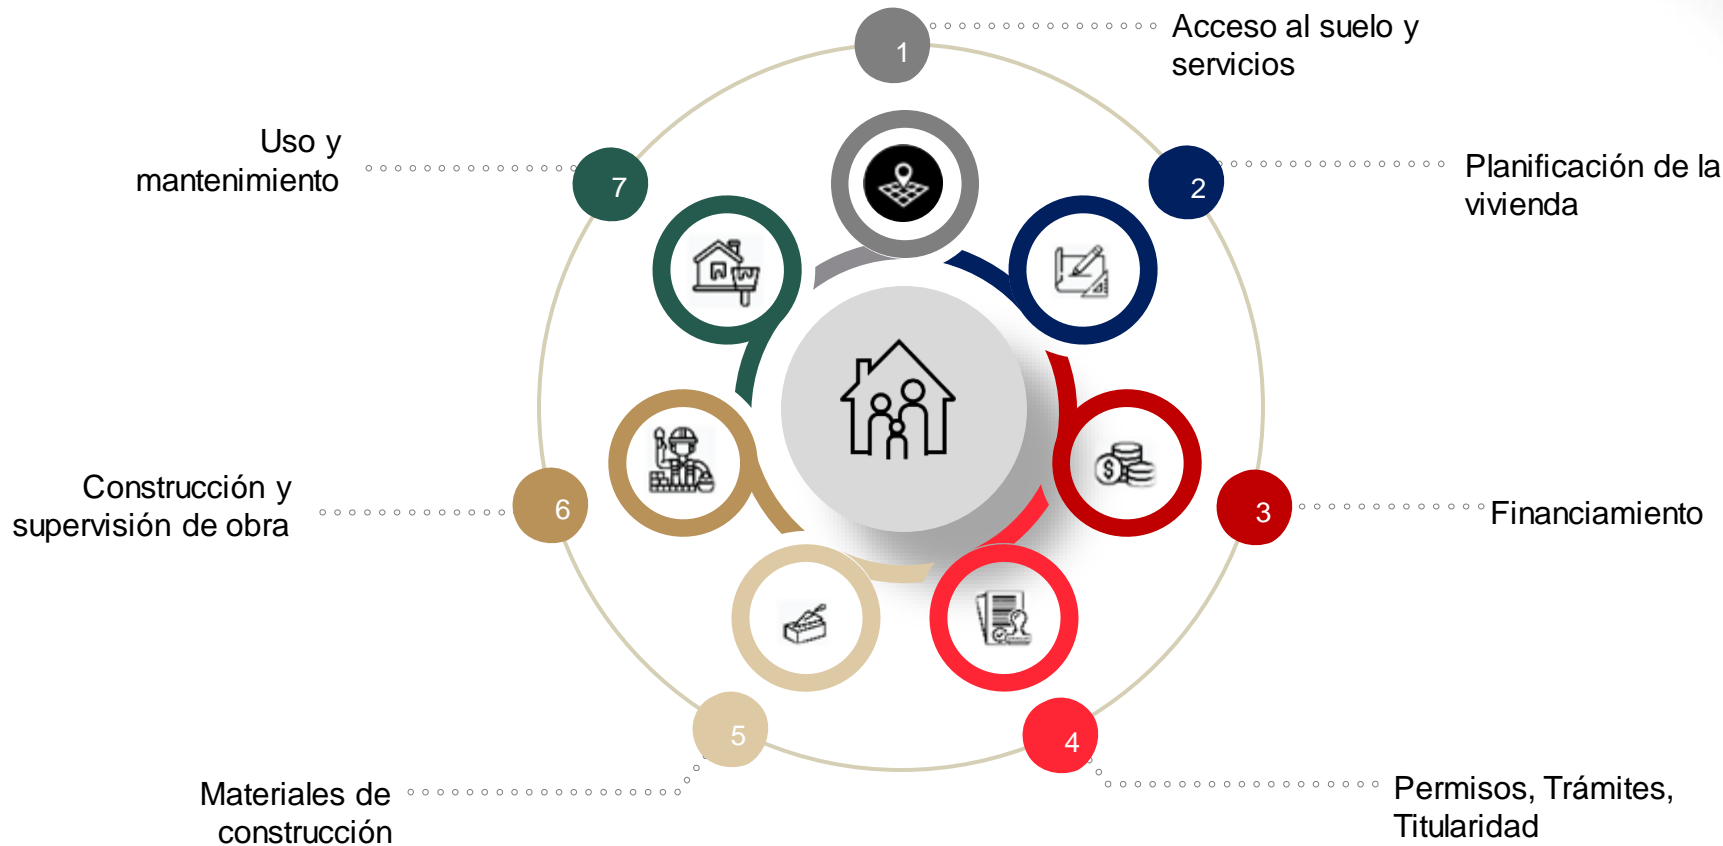 1
Acceso al suelo y
servicios
2
Planificación de la
vivienda
3
Financiamiento
4
Permisos, Trámites,
Titularidad
5
Materiales de
construcción
6
Construcción y
supervisión de obra
7
Uso y
mantenimiento
$